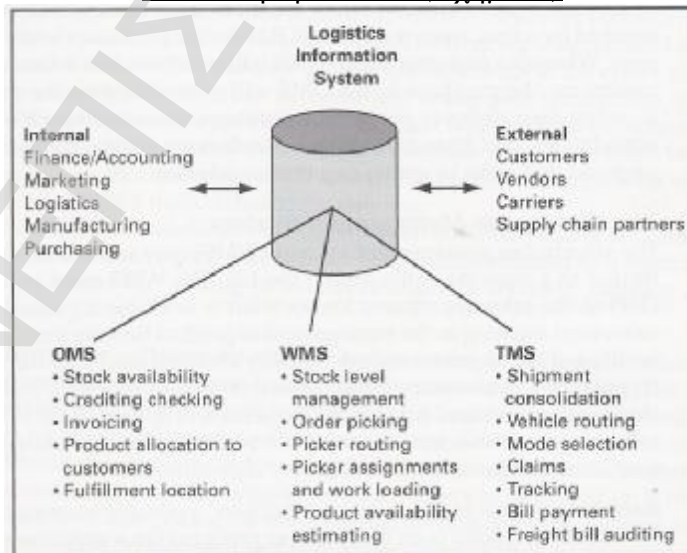 Logistics
Information
System
Internal
Finance/Accounting
Marketing
Logistics
Manufacturing
Purchasing
External
Customers
Vendors
Carriers
Supply chain partners
OMS
• Stock availability
• Crediting checking
• Invoicing
• Product allocation to
customers
• Fulfillment location
WMS
• Stock level
management
• Order picking
• Picker routing
• Picker assignments
and work loading
• Product availability
estimating
TMS
• Shipment
consolidation
• Vehicle routing
• Mode selection
• Claims
• Tracking
• Bill payment
• Freight bill auditing